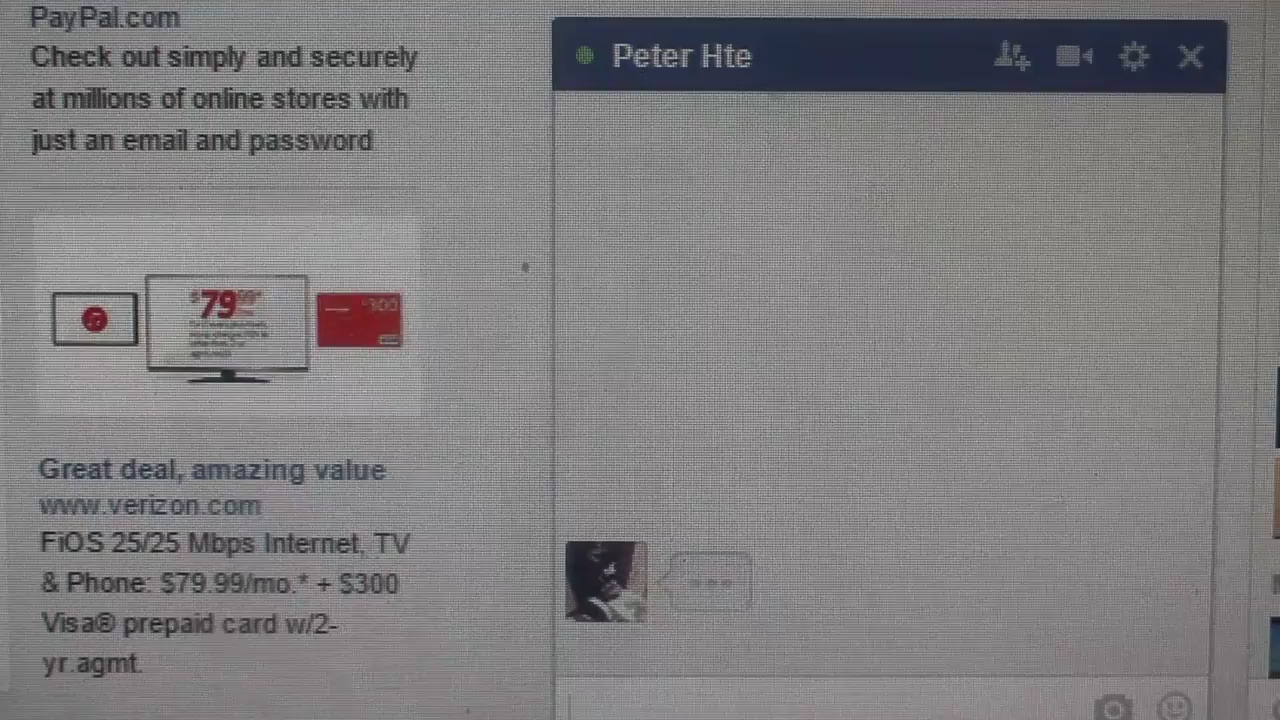 PayPal.com
Check out simply and securely
at millions of online stores with
just an email and password
$79.99*
$300
Great deal, amazing value
www.verizon.com
FiOS 25/25 Mbps Internet, TV
& Phone: $79.99/mo.* + $300
Visa® prepaid card w/2-
yr.agmt.
Peter Hte